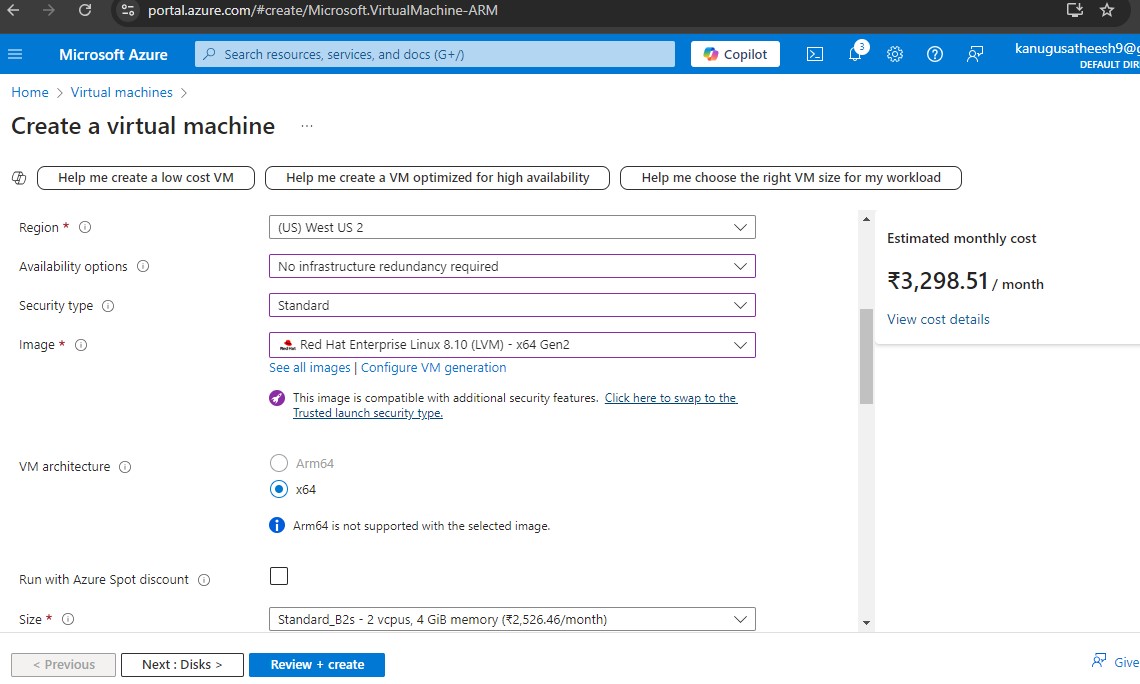 portal.azure.com/#create/Microsoft.VirtualMachine-ARM
Microsoft Azure
Search resources, services, and docs (G+/)
Copilot
3
kanugusatheesh9@
DEFAULT DIR
Home > Virtual machines >
Create a virtual machine ...
Help me create a low cost VM
Help me create a VM optimized for high availability
Help me choose the right VM size for my workload
Region *
(US) West US 2
Availability options
No infrastructure redundancy required
Security type
Standard
Image *
Red Hat
Red Hat Enterprise Linux 8.10 (LVM) - x64 Gen2
See all images | Configure VM generation
This image is compatible with additional security features. Click here to swap to the
Trusted launch security type.
VM architecture
Arm64
x64
Arm64 is not supported with the selected image.
Run with Azure Spot discount
Size *
Standard_B2s - 2 vcpus, 4 GiB memory (₹2,526.46/month)
Estimated monthly cost
₹3,298.51 / month
View cost details
< Previous
Next : Disks >
Review + create
Give